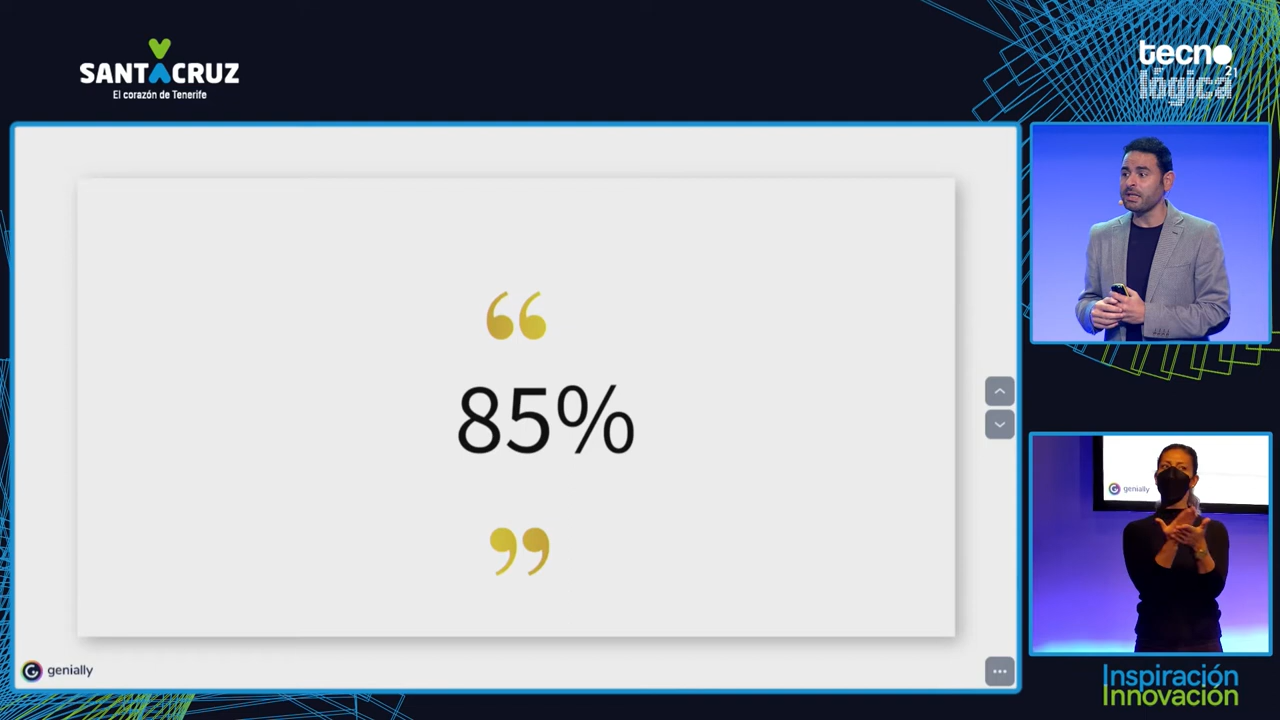 SANTACRUZ
El corazón de Tenerife
tecno
lógica
21
“
85%
”
genially
genially
Inspiración
Innovación